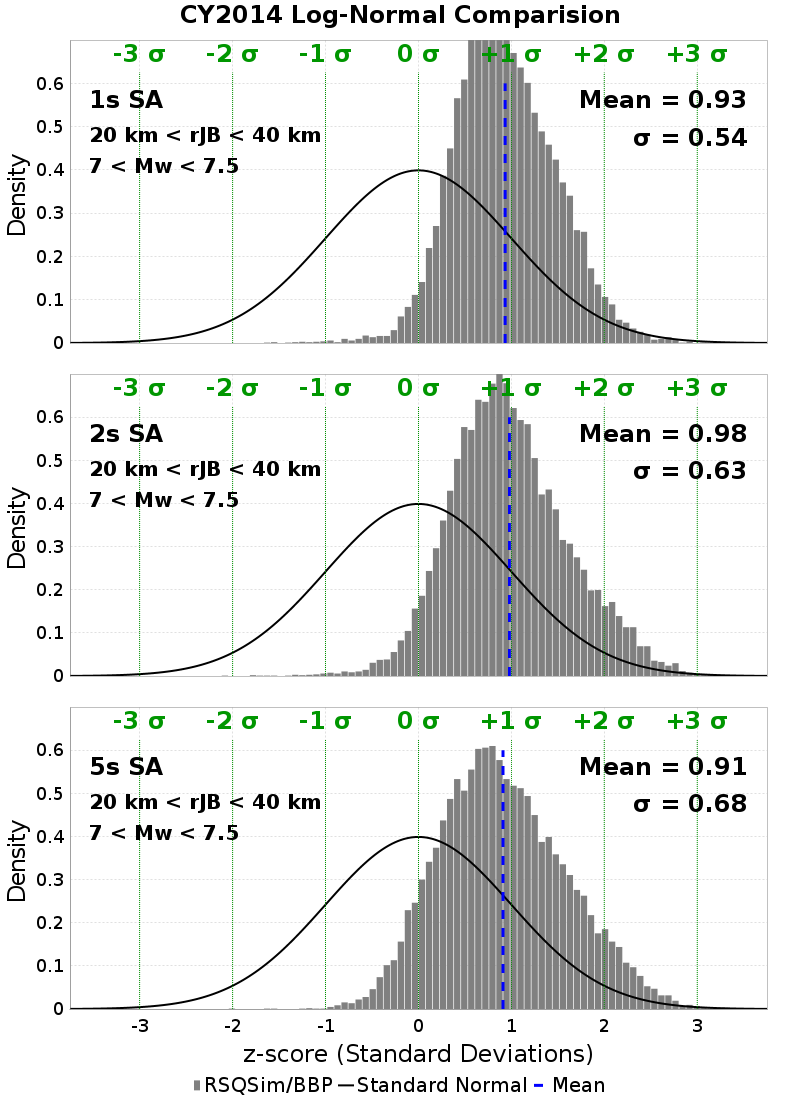 CY2014 Log-Normal Comparision
-3 σ -2 σ -1 σ 0 σ +1 σ +2 σ +3 σ
1s SA
Mean = 0.93
20 km < rJB < 40 km
σ = 0.54
7 < Mw < 7.5
Density
0.6
0.5
0.4
0.3
0.2
0.1
0
-3 σ -2 σ -1 σ 0 σ +1 σ +2 σ +3 σ
2s SA
Mean = 0.98
20 km < rJB < 40 km
σ = 0.63
7 < Mw < 7.5
Density
0.6
0.5
0.4
0.3
0.2
0.1
0
-3 σ -2 σ -1 σ 0 σ +1 σ +2 σ +3 σ
5s SA
Mean = 0.91
20 km < rJB < 40 km
σ = 0.68
7 < Mw < 7.5
Density
0.6
0.5
0.4
0.3
0.2
0.1
0
-3 -2 -1 0 1 2 3
z-score (Standard Deviations)
RSQSim/BBP Standard Normal Mean